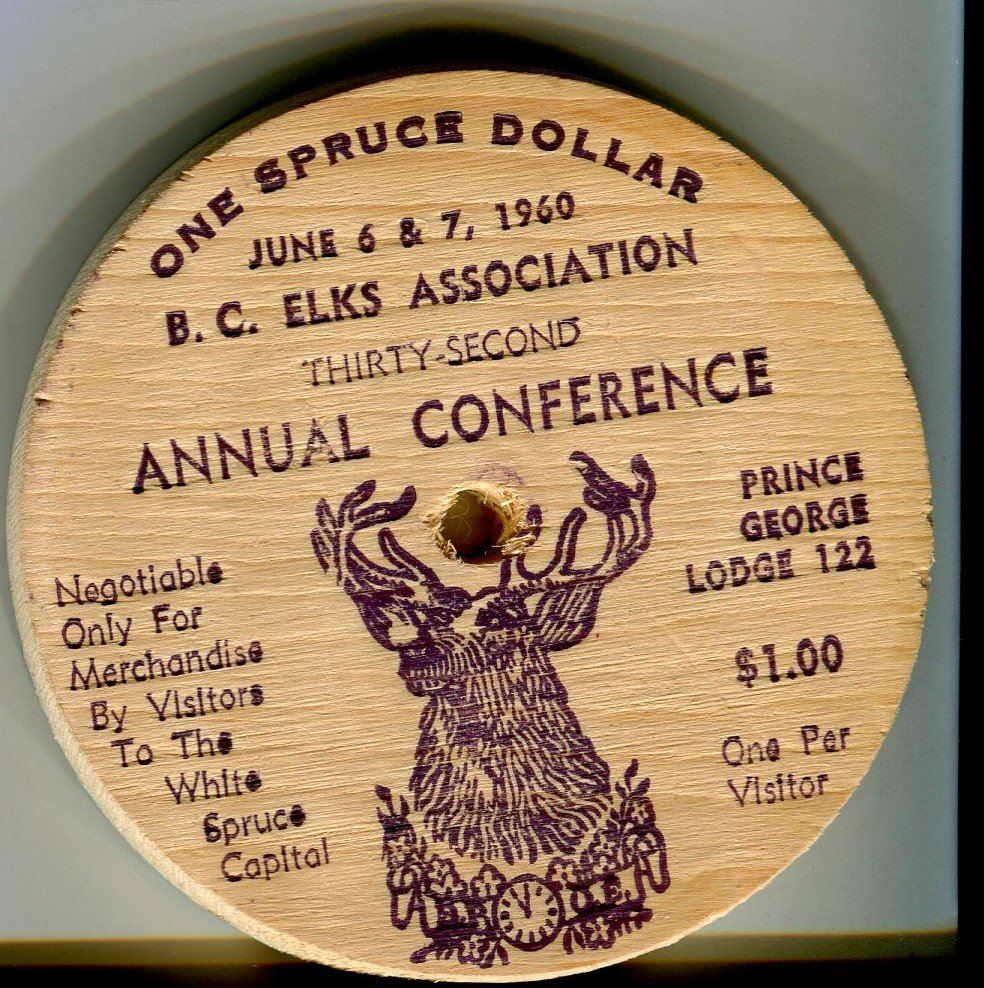 ONE SPRUCE DOLLAR
JUNE 6 & 7, 1960
B. C. ELKS ASSOCIATION
THIRTY-SECOND
ANNUAL CONFERENCE
PRINCE
GEORGE
LODGE 122
$1.00
One Per
Visitor
Negotiable
Only For
Merchandise
By Visitors
To The
White
Spruce
Capital